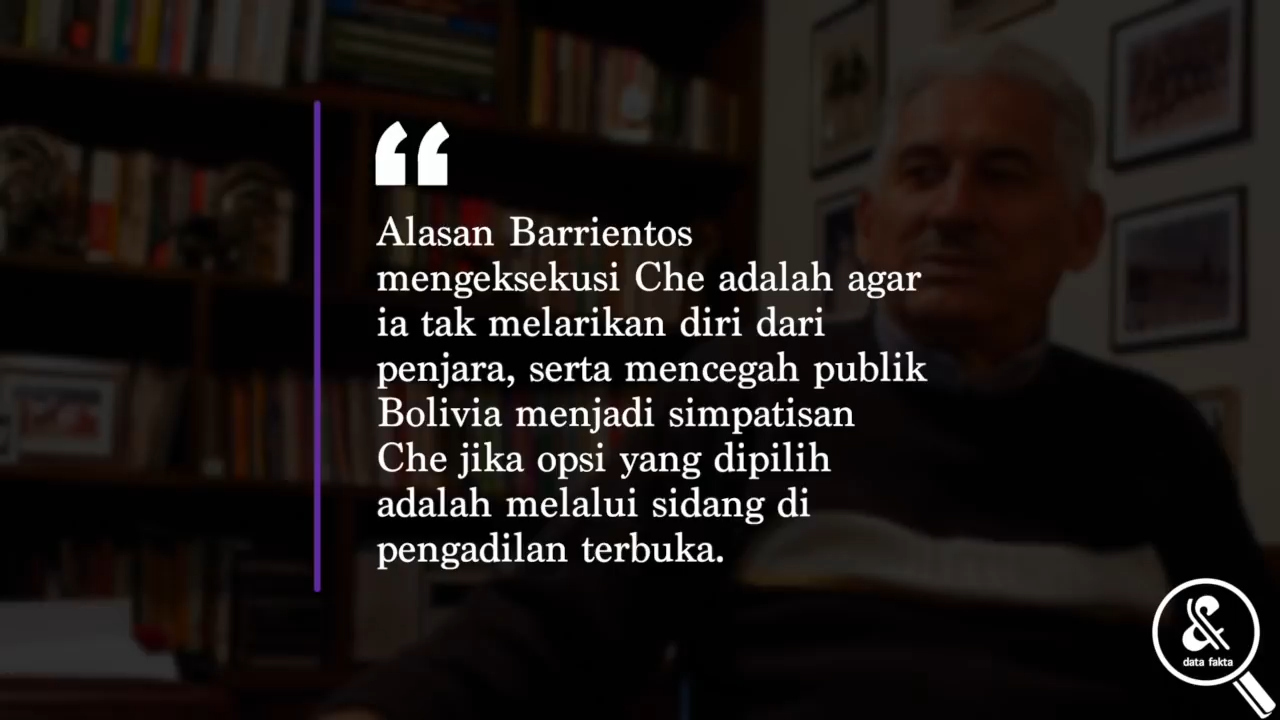 “
Alasan Barrientos
mengeksekusi Che adalah agar
ia tak melarikan diri dari
penjara, serta mencegah publik
Bolivia menjadi simpatisan
Che jika opsi yang dipilih
adalah melalui sidang di
pengadilan terbuka.
&
data fakta